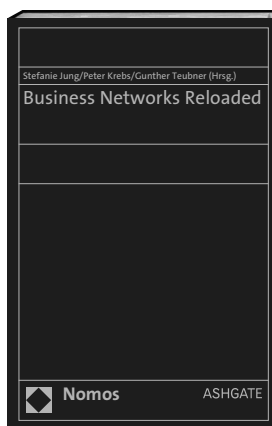 Stefanie Jung/Peter Krebs/Gunther Teubner (Hrsg.)
Business Networks Reloaded
Nomos
ASHGATE